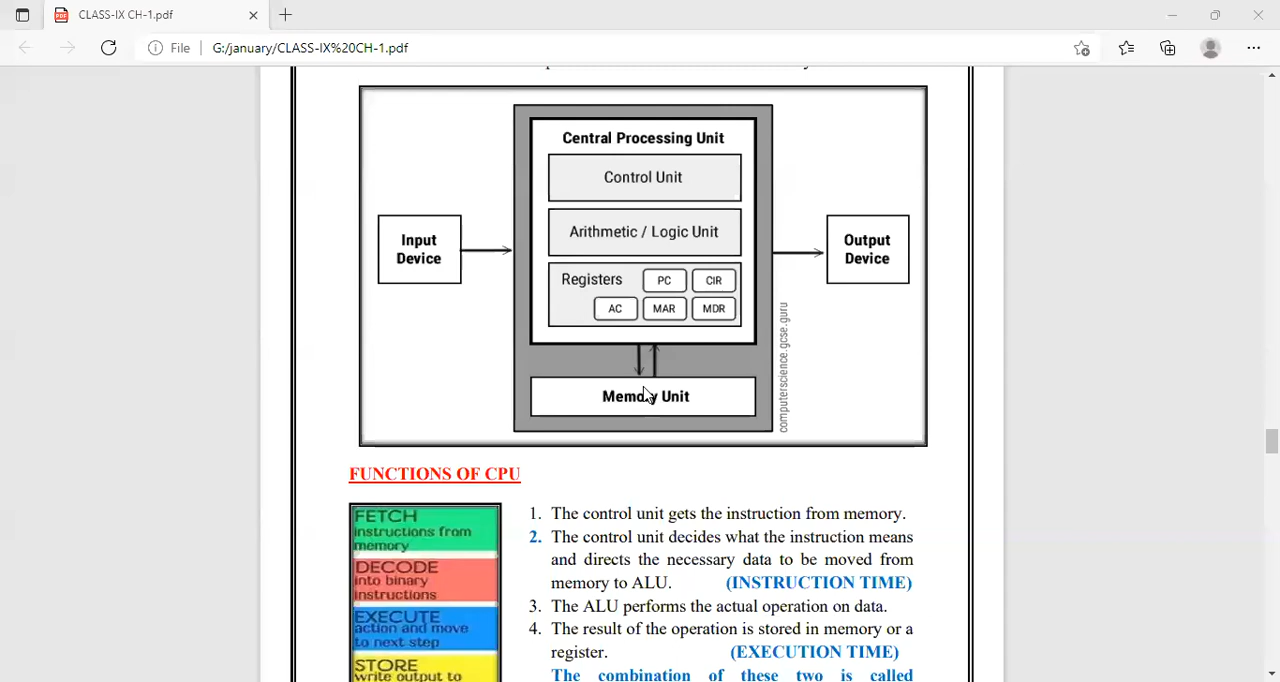 CLASS-IX CH-1.pdf
File G:/january/CLASS-IX%20CH-1.pdf
Central Processing Unit
Control Unit
Arithmetic / Logic Unit
Registers PC CIR
AC MAR MDR
Input
Device
Output
Device
Memory Unit
computerscience.gcse.guru
FUNCTIONS OF CPU
FETCH
instructions from
memory
DECODE
into binary
instructions
EXECUTE
action and move
to next step
STORE
write output to
1. The control unit gets the instruction from memory.
2. The control unit decides what the instruction means
and directs the necessary data to be moved from
memory to ALU. (INSTRUCTION TIME)
3. The ALU performs the actual operation on data.
4. The result of the operation is stored in memory or a
register. (EXECUTION TIME)
The combination of these two is called